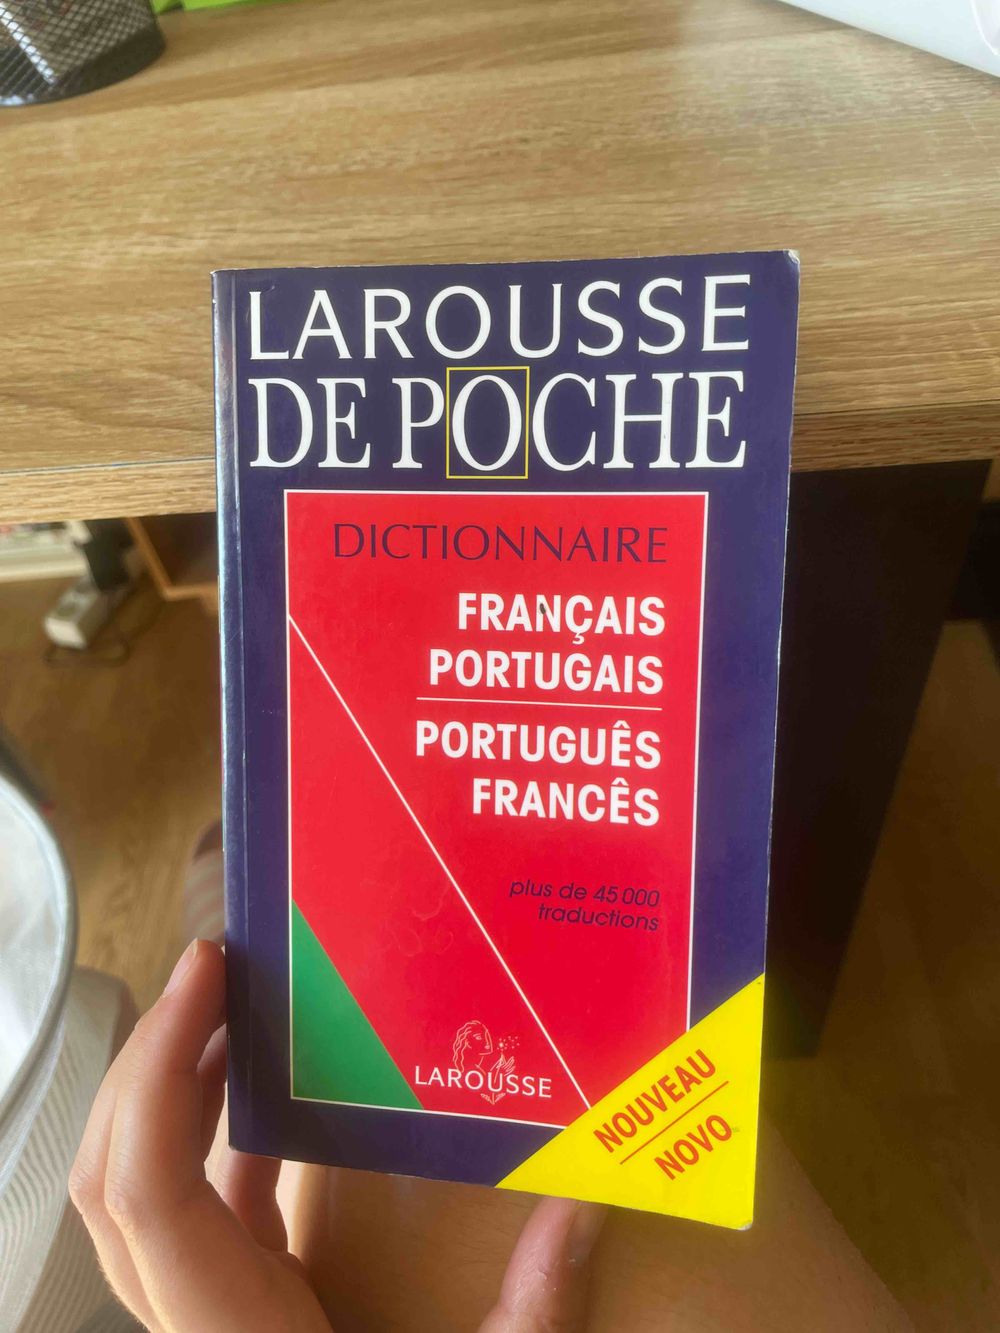 LAROUSSE
DE POCHE
DICTIONNAIRE
FRANÇAIS
PORTUGAIS
PORTUGUÊS
FRANCÊS
plus de 45 000
traductions
LAROUSSE
NOUVEAU
NOVO